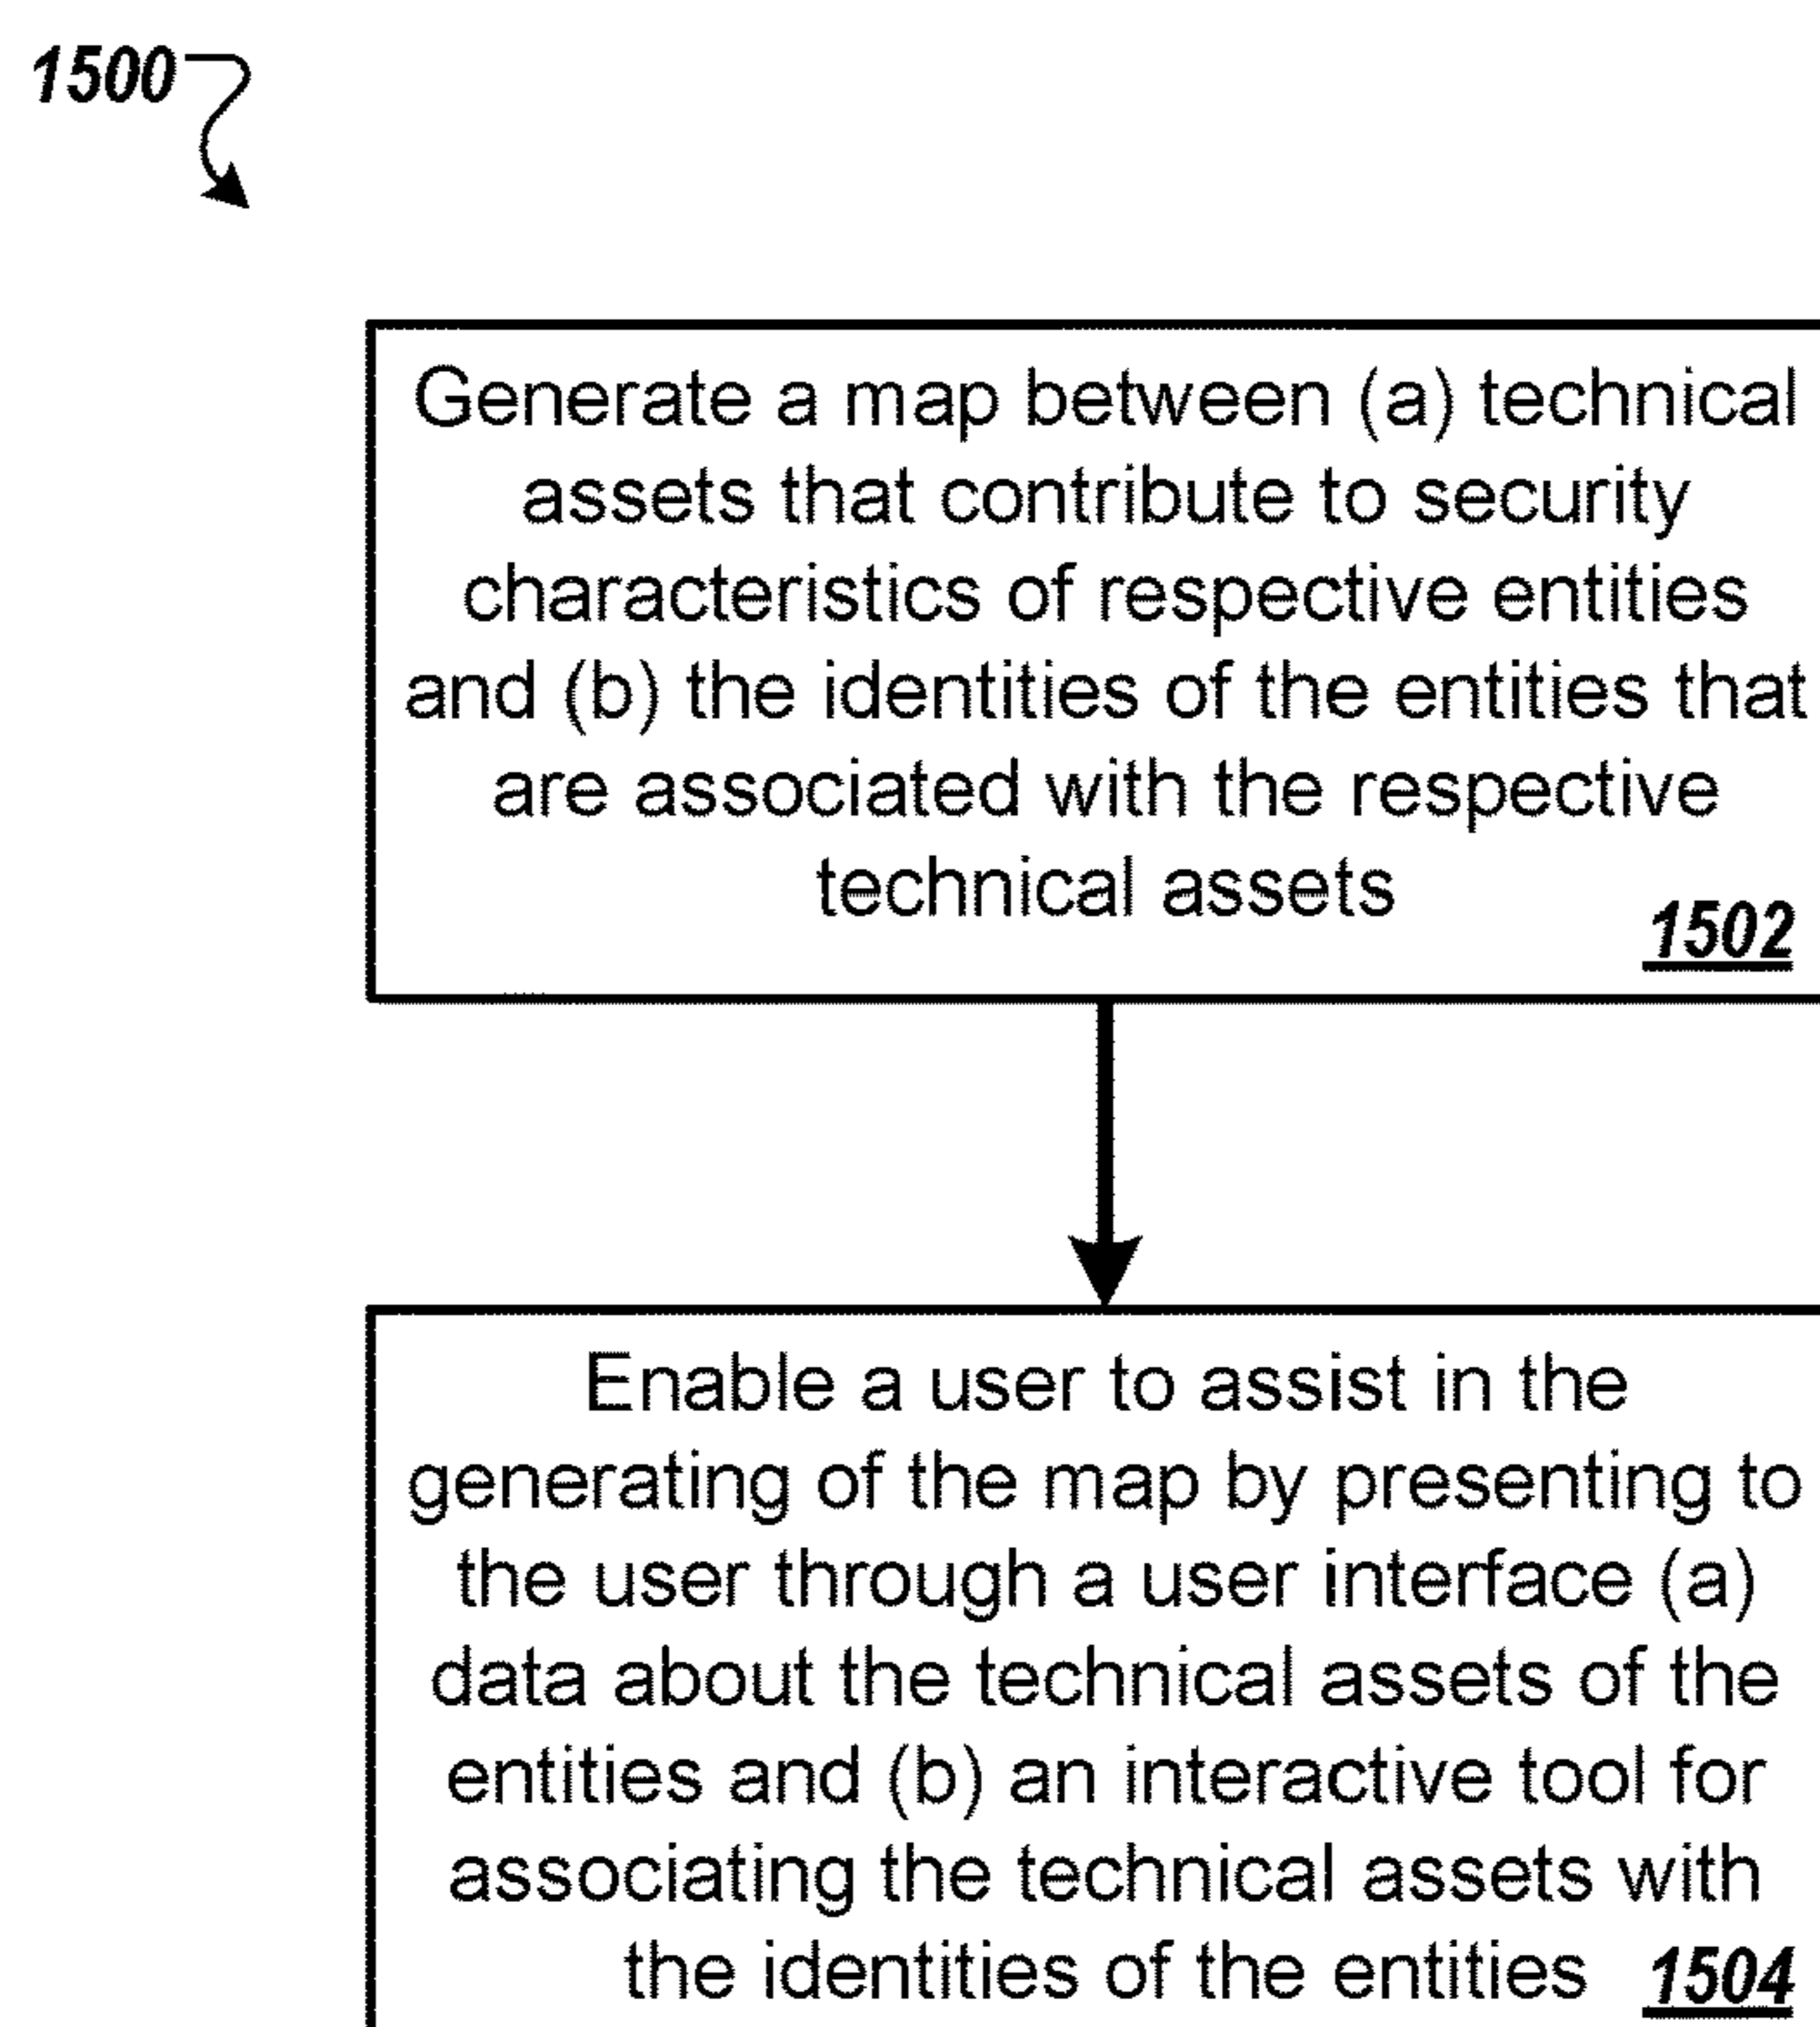 1500
Generate a map between (a) technical
assets that contribute to security
characteristics of respective entities
and (b) the identities of the entities that
are associated with the respective
technical assets
1502
Enable a user to assist in the
generating of the map by presenting to
the user through a user interface (a)
data about the technical assets of the
entities and (b) an interactive tool for
associating the technical assets with
the identities of the entities 1504